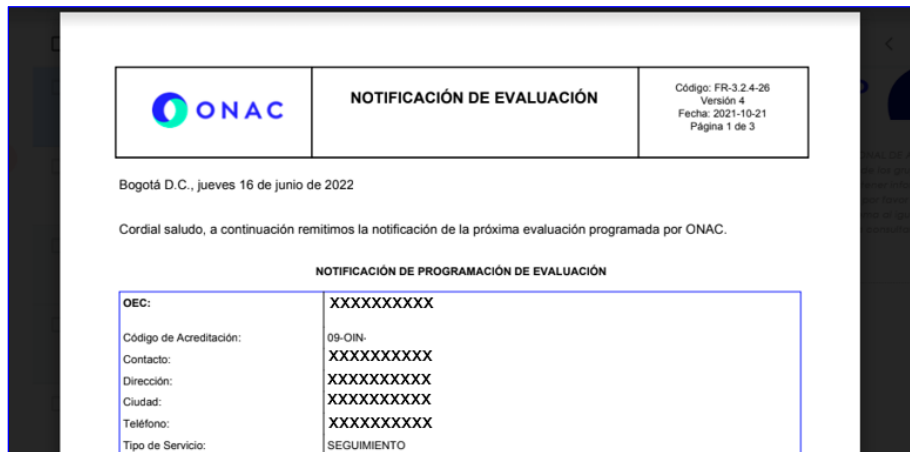 ONAC
NOTIFICACIÓN DE EVALUACIÓN
Código: FR-3.2.4-26
Versión 4
Fecha: 2021-10-21
Página 1 de 3
Bogotá D.C., jueves 16 de junio de 2022
Cordial saludo, a continuación remitimos la notificación de la próxima evaluación programada por ONAC.
NOTIFICACIÓN DE PROGRAMACIÓN DE EVALUACIÓN
OEC: XXXXXXXXXX
Código de Acreditación: 09-OIN-
Contacto: XXXXXXXXXX
Dirección: XXXXXXXXXX
Ciudad: XXXXXXXXXX
Teléfono: XXXXXXXXXX
Tipo de Servicio: SEGUIMIENTO